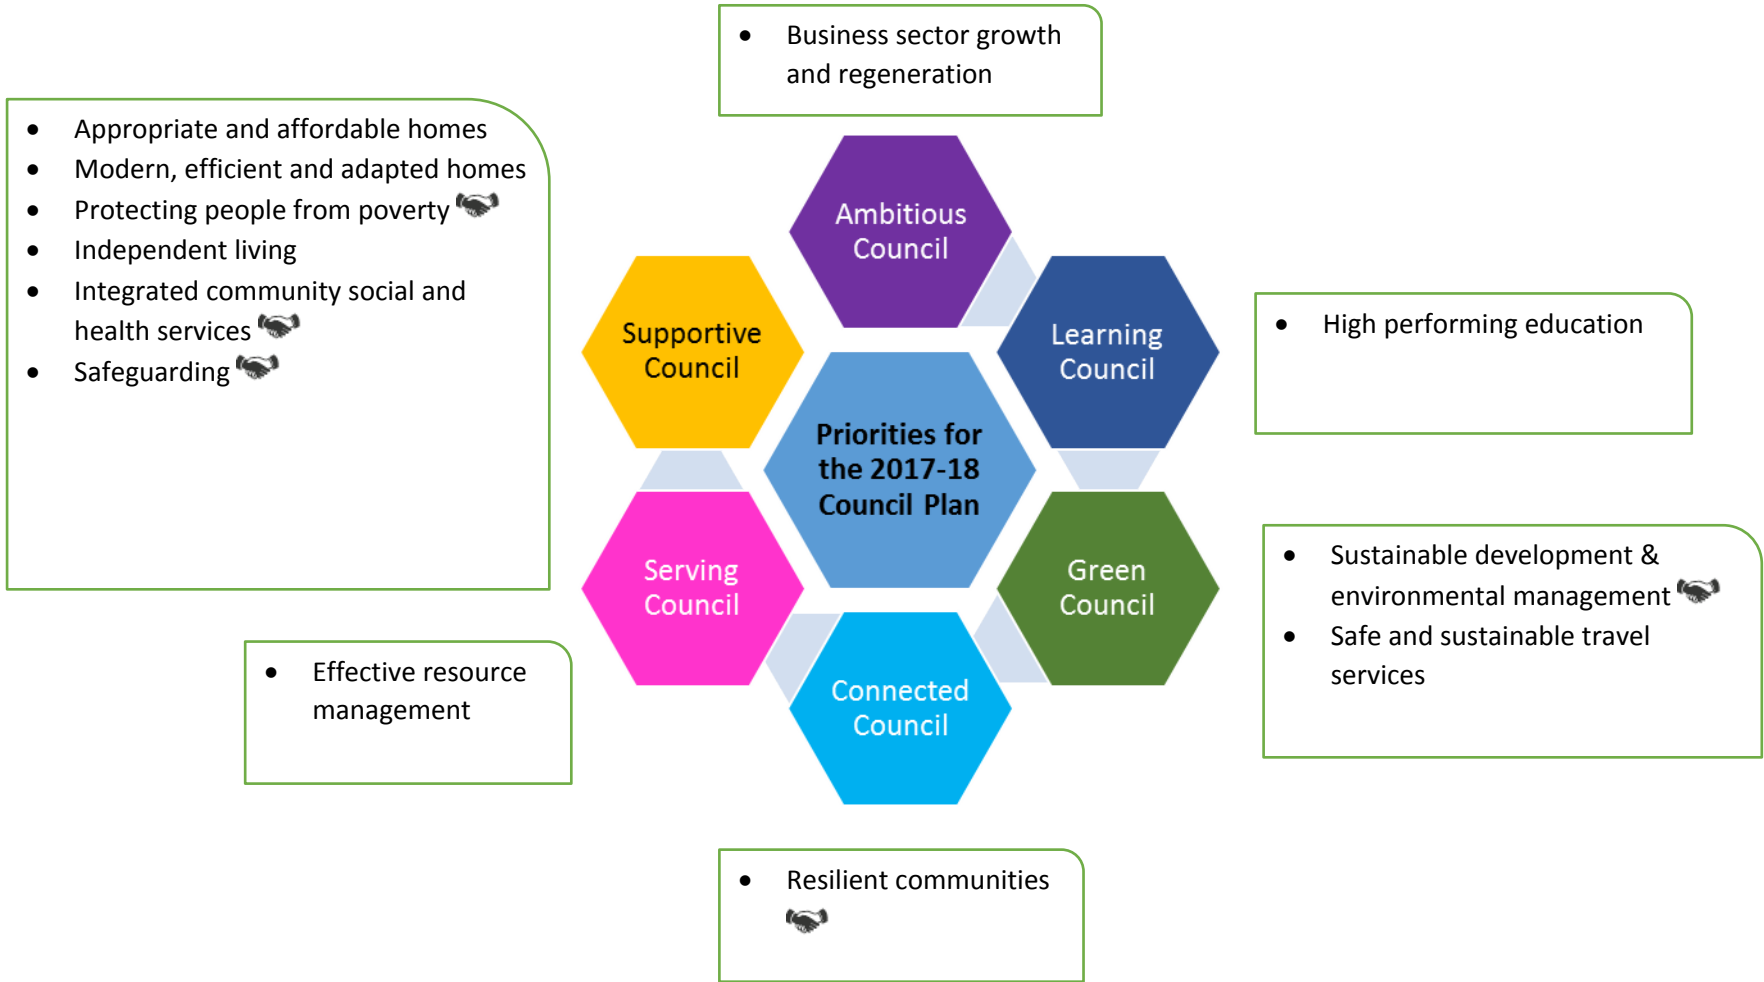 • Business sector growth
and regeneration
• Appropriate and affordable homes
• Modern, efficient and adapted homes
• Protecting people from poverty
• Independent living
• Integrated community social and
health services
• Safeguarding
Ambitious
Council
Supportive
Council
Learning
Council
• High performing education
Priorities for
the 2017-18
Council Plan
Serving
Council
Green
Council
• Sustainable development &
environmental management
• Safe and sustainable travel
services
• Effective resource
management
Connected
Council
• Resilient communities